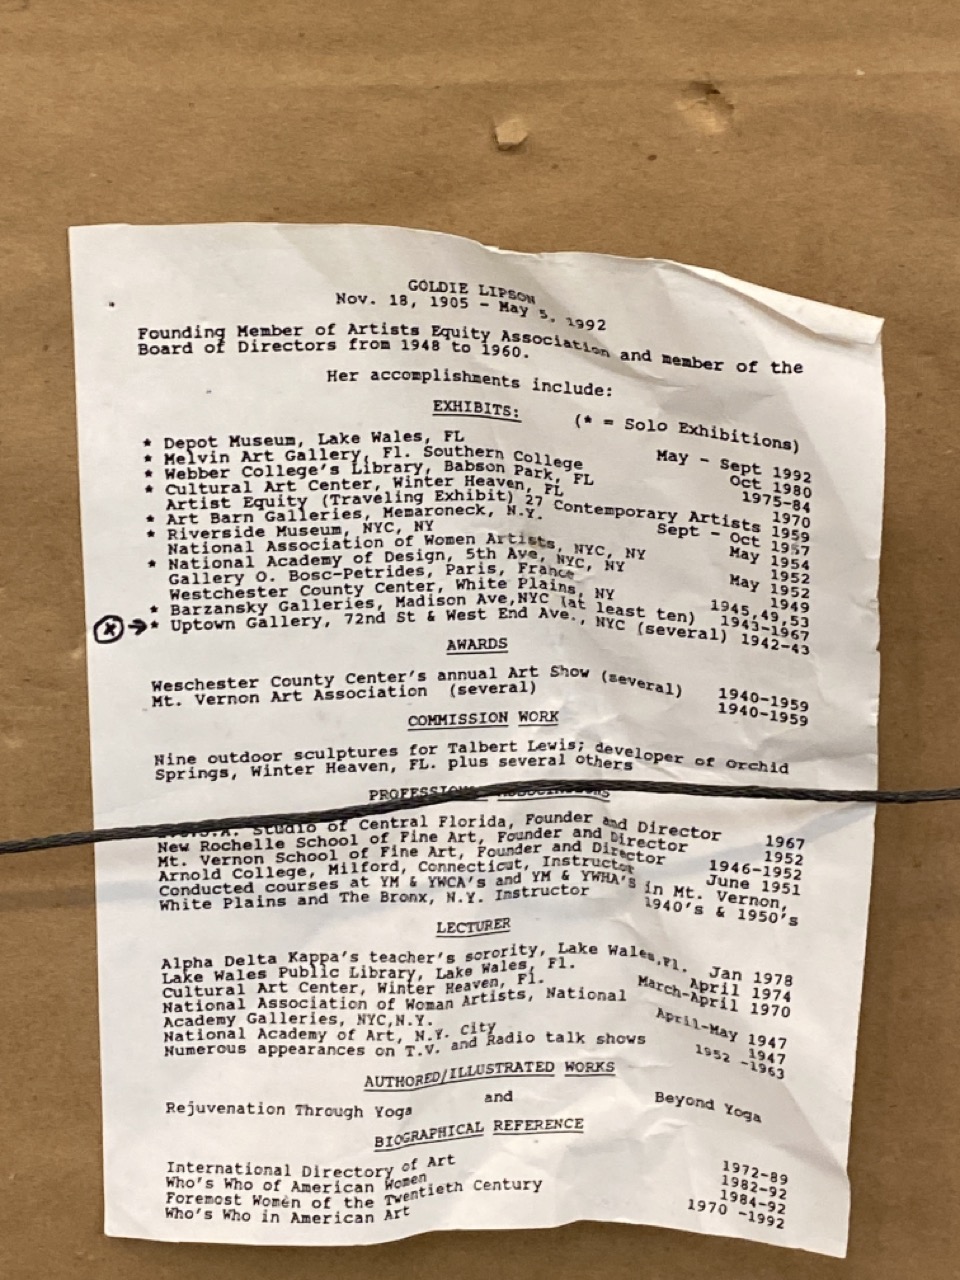 GOLDIE LIPSON
Nov. 18, 1905 - May 5, 1992
Founding Member of Artists Equity Association and member of the
Board of Directors from 1948 to 1960.
Her accomplishments include:
EXHIBITS: (* = Solo Exhibitions)
* Depot Museum, Lake Wales, FL May - Sept 1992
* Melvin Art Gallery, Fl. Southern College Oct 1980
* Webber College's Library, Babson Park, FL 1975-84
* Cultural Art Center, Winter Heaven, FL 1970
Artist Equity (Traveling Exhibit) 27 Contemporary Artists 1959
* Art Barn Galleries, Memaroneck, N.Y. Sept - Oct 1957
* Riverside Museum, NYC, NY May 1954
National Association of Women Artists, NYC, NY 1952
* National Academy of Design, 5th Ave, NYC, NY May 1952
Gallery O. Bosc-Petrides, Paris, France 1949
Westchester County Center, White Plains, NY 1945,49,53
* Barzansky Galleries, Madison Ave,NYC (at least ten) 1943-1967
* Uptown Gallery, 72nd St & West End Ave., NYC (several) 1942-43
AWARDS
Weschester County Center's annual Art Show (several) 1940-1959
Mt. Vernon Art Association (several) 1940-1959
COMMISSION WORK
Nine outdoor sculptures for Talbert Lewis; developer of Orchid
Springs, Winter Heaven, FL. plus several others
PROFESSIONAL ASSOCIATIONS
Studio of Central Florida, Founder and Director 1967
New Rochelle School of Fine Art, Founder and Director 1952
Mt. Vernon School of Fine Art, Founder and Director 1946-1952
Arnold College, Milford, Connecticut, Instructor June 1951
Conducted courses at YM & YWCA's and YM & YWHA's in Mt. Vernon,
White Plains and The Bronx, N.Y. Instructor 1940's & 1950's
LECTURER
Alpha Delta Kappa's teacher's sorority, Lake Wales,Fl. Jan 1978
Lake Wales Public Library, Lake Wales, Fl. April 1974
Cultural Art Center, Winter Heaven, Fl. March-April 1970
National Association of Woman Artists, National
Academy Galleries, NYC,N.Y. April-May 1947
National Academy of Art, N.Y. City 1947
Numerous appearances on T.V. and Radio talk shows 1952 -1963
AUTHORED/ILLUSTRATED WORKS
Rejuvenation Through Yoga and Beyond Yoga
BIOGRAPHICAL REFERENCE
International Directory of Art 1972-89
Who's Who of American Women 1982-92
Foremost Women of the Twentieth Century 1984-92
Who's Who in American Art 1970 -1992